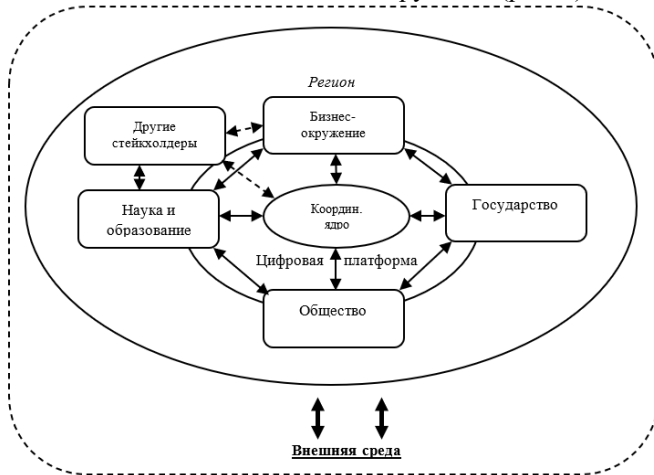 Регион
Бизнес-
окружение
Другие
стейкхолдеры
Наука и
образование
Координ.
ядро
Государство
Цифровая платформа
Общество
Внешняя среда